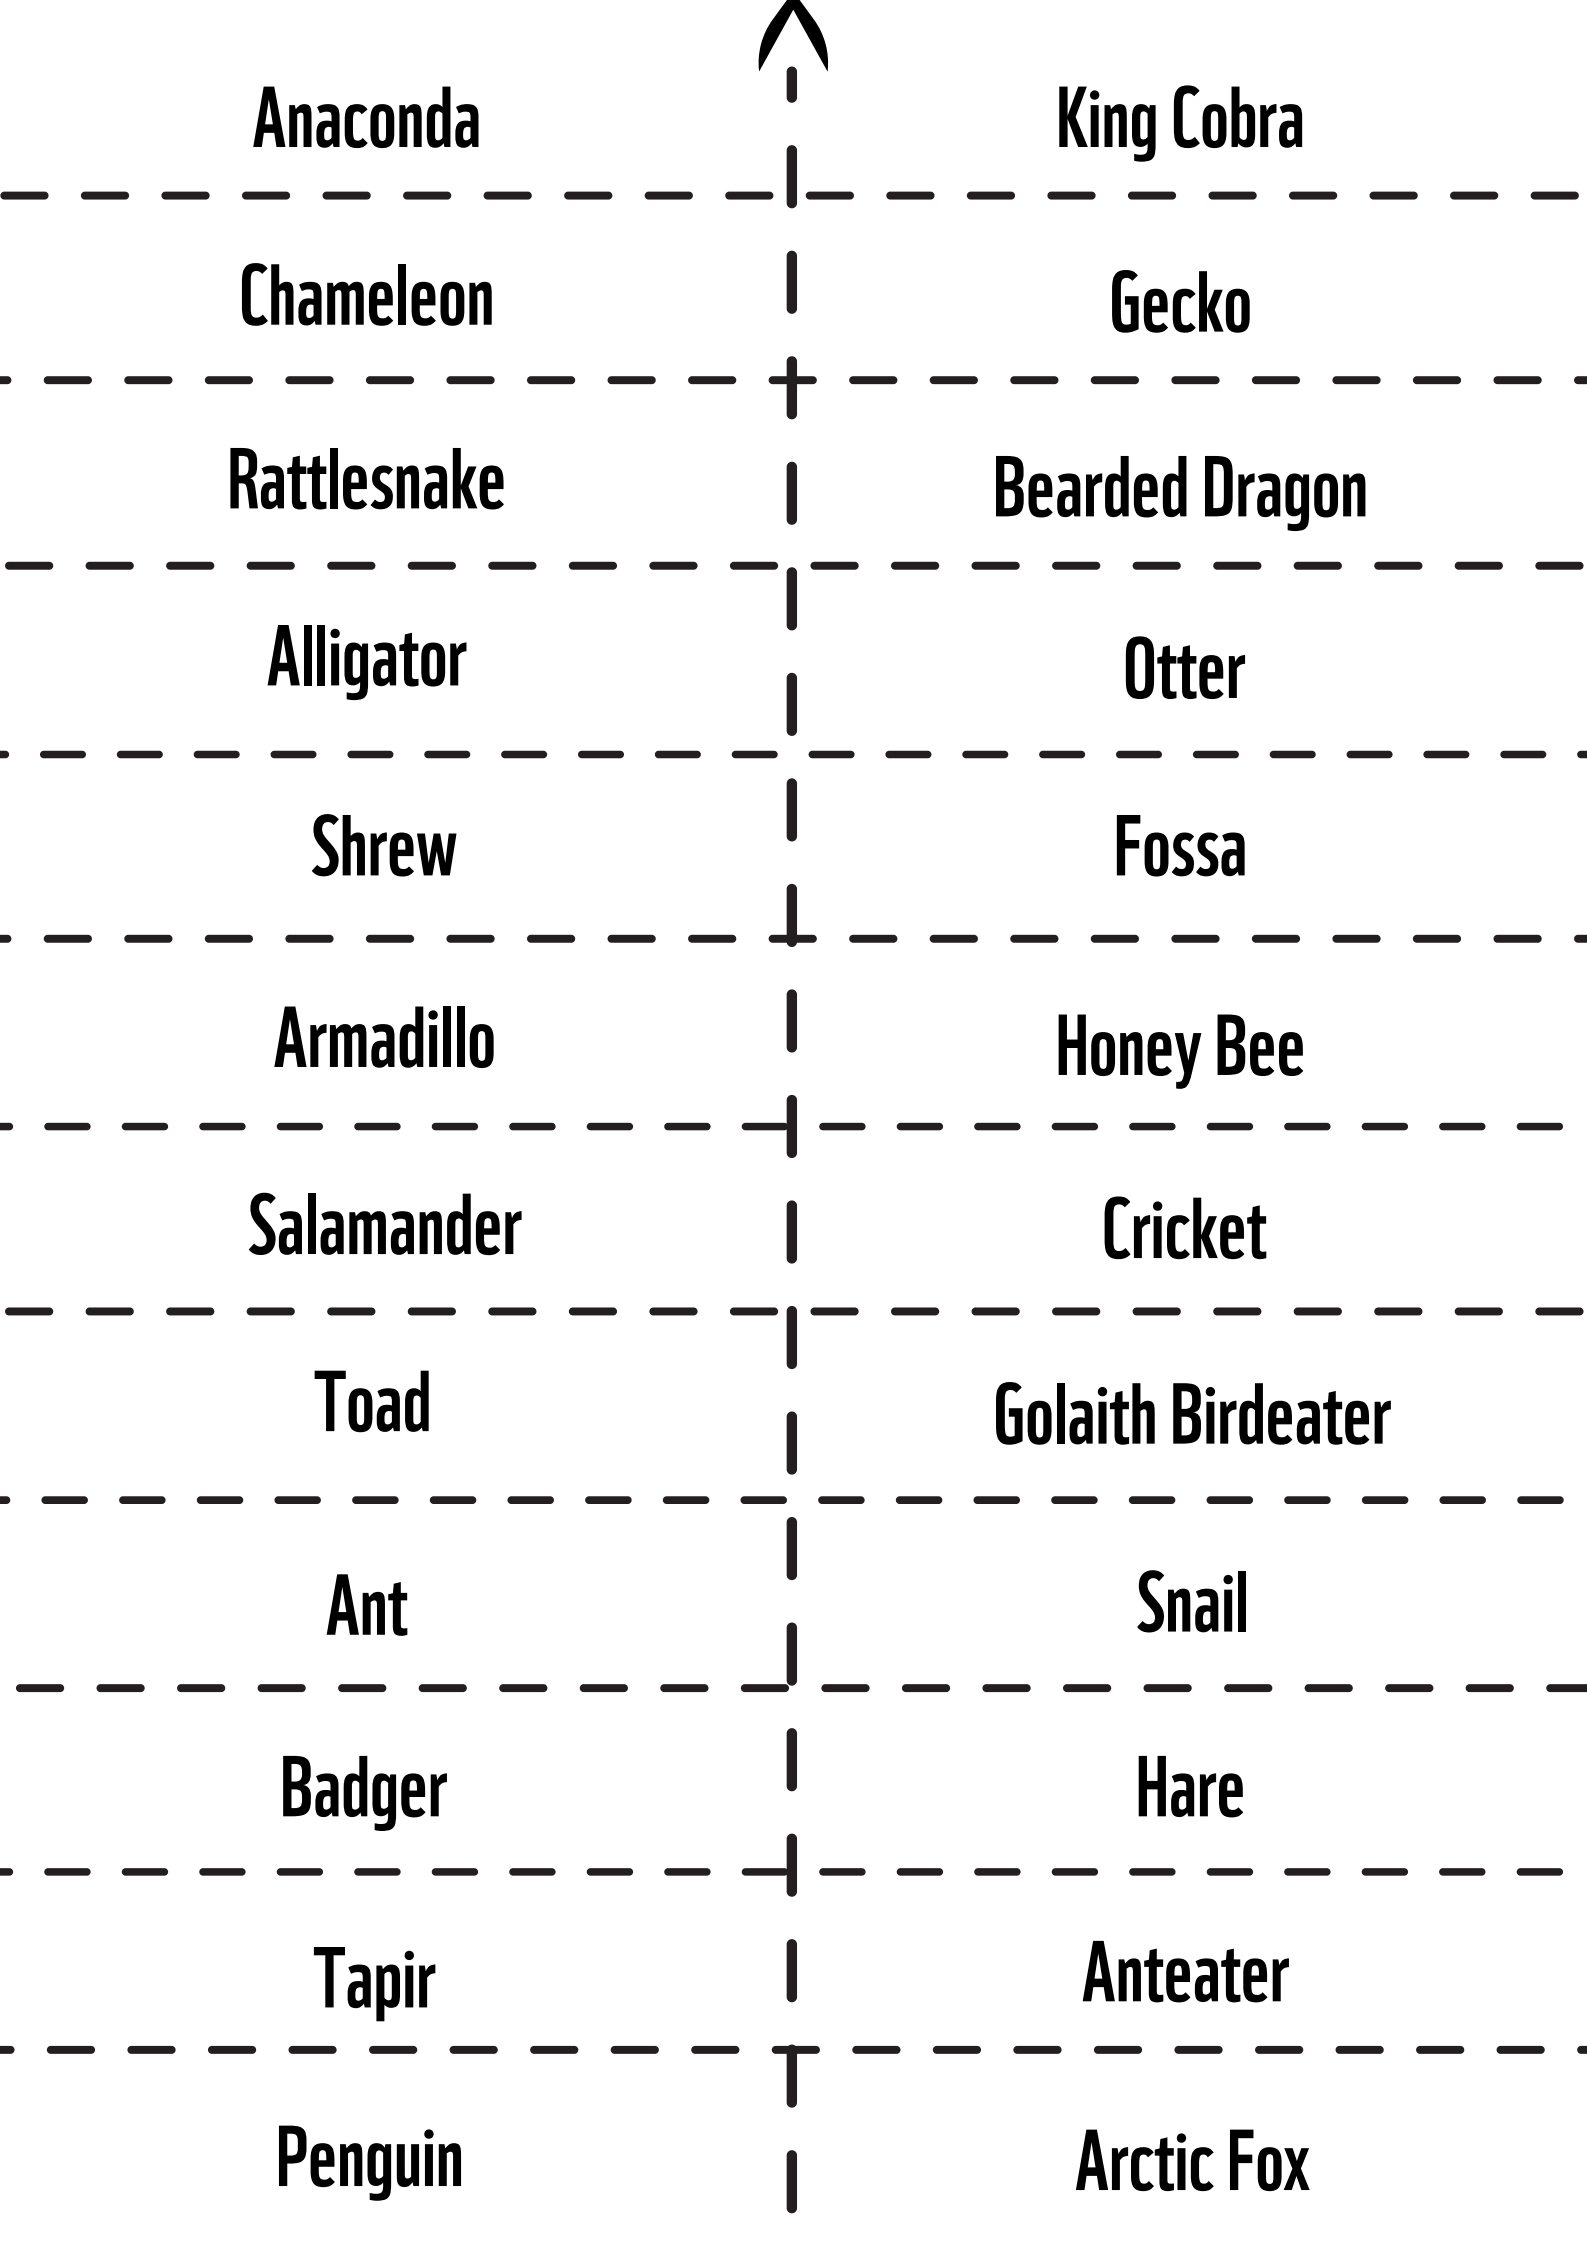 Anaconda
King Cobra
Chameleon
Gecko
Rattlesnake
Bearded Dragon
Alligator
Otter
Shrew
Fossa
Armadillo
Honey Bee
Salamander
Cricket
Toad
Golaith Birdeater
Ant
Snail
Badger
Hare
Tapir
Anteater
Penguin
Arctic Fox